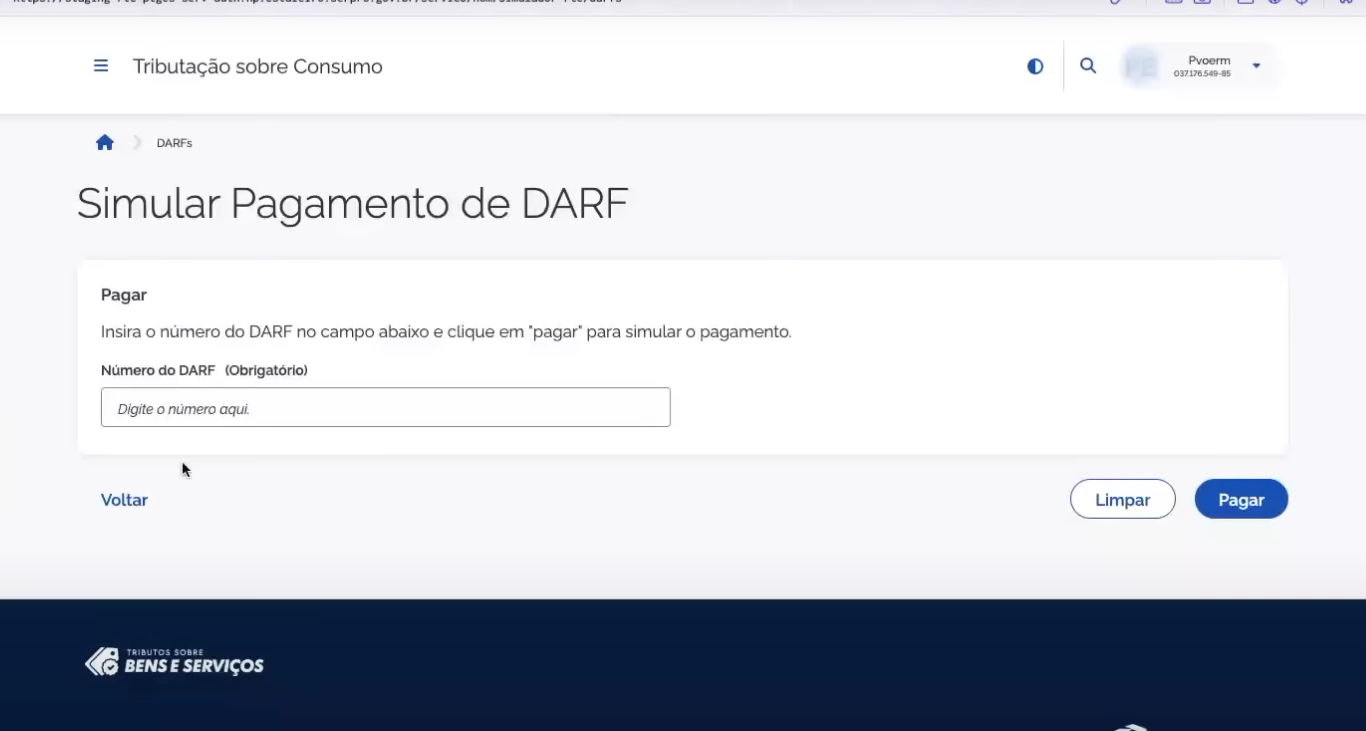 Tributação sobre Consumo
Pvoerm
037.176.549-85
DARFs
Simular Pagamento de DARF
Pagar
Insira o número do DARF no campo abaixo e clique em "pagar" para simular o pagamento.
Número do DARF (Obrigatório)
Digite o número aqui.
Voltar
Limpar
Pagar
TRIBUTOS SOBRE
BENS E SERVIÇOS